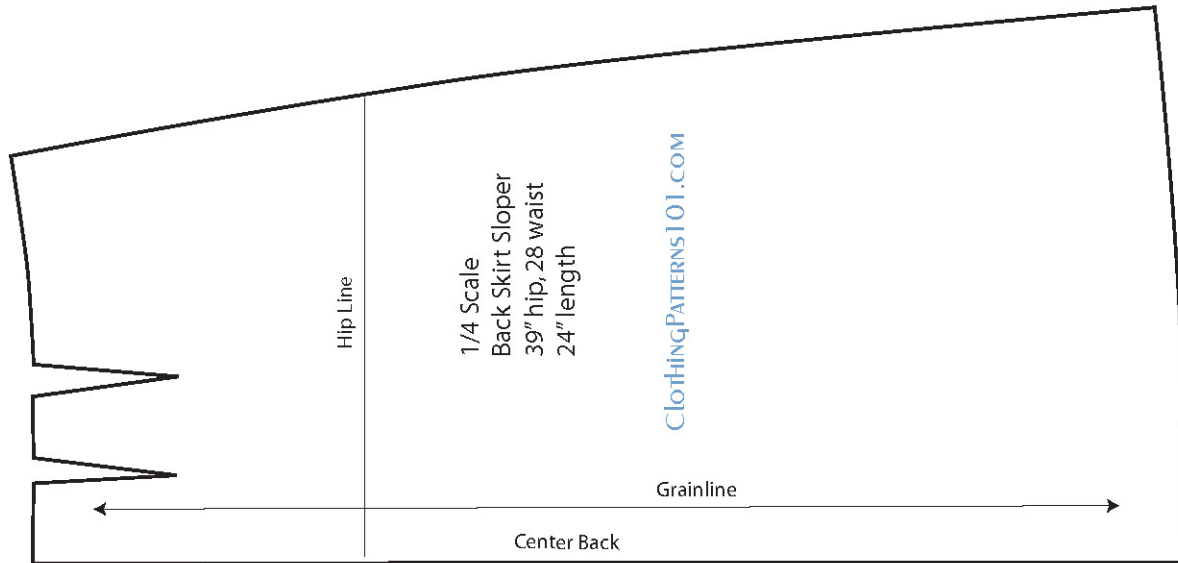 Hip Line
1/4 Scale
Back Skirt Sloper
39" hip, 28 waist
24" length
ClothingPatterns101.com
Grainline
Center Back